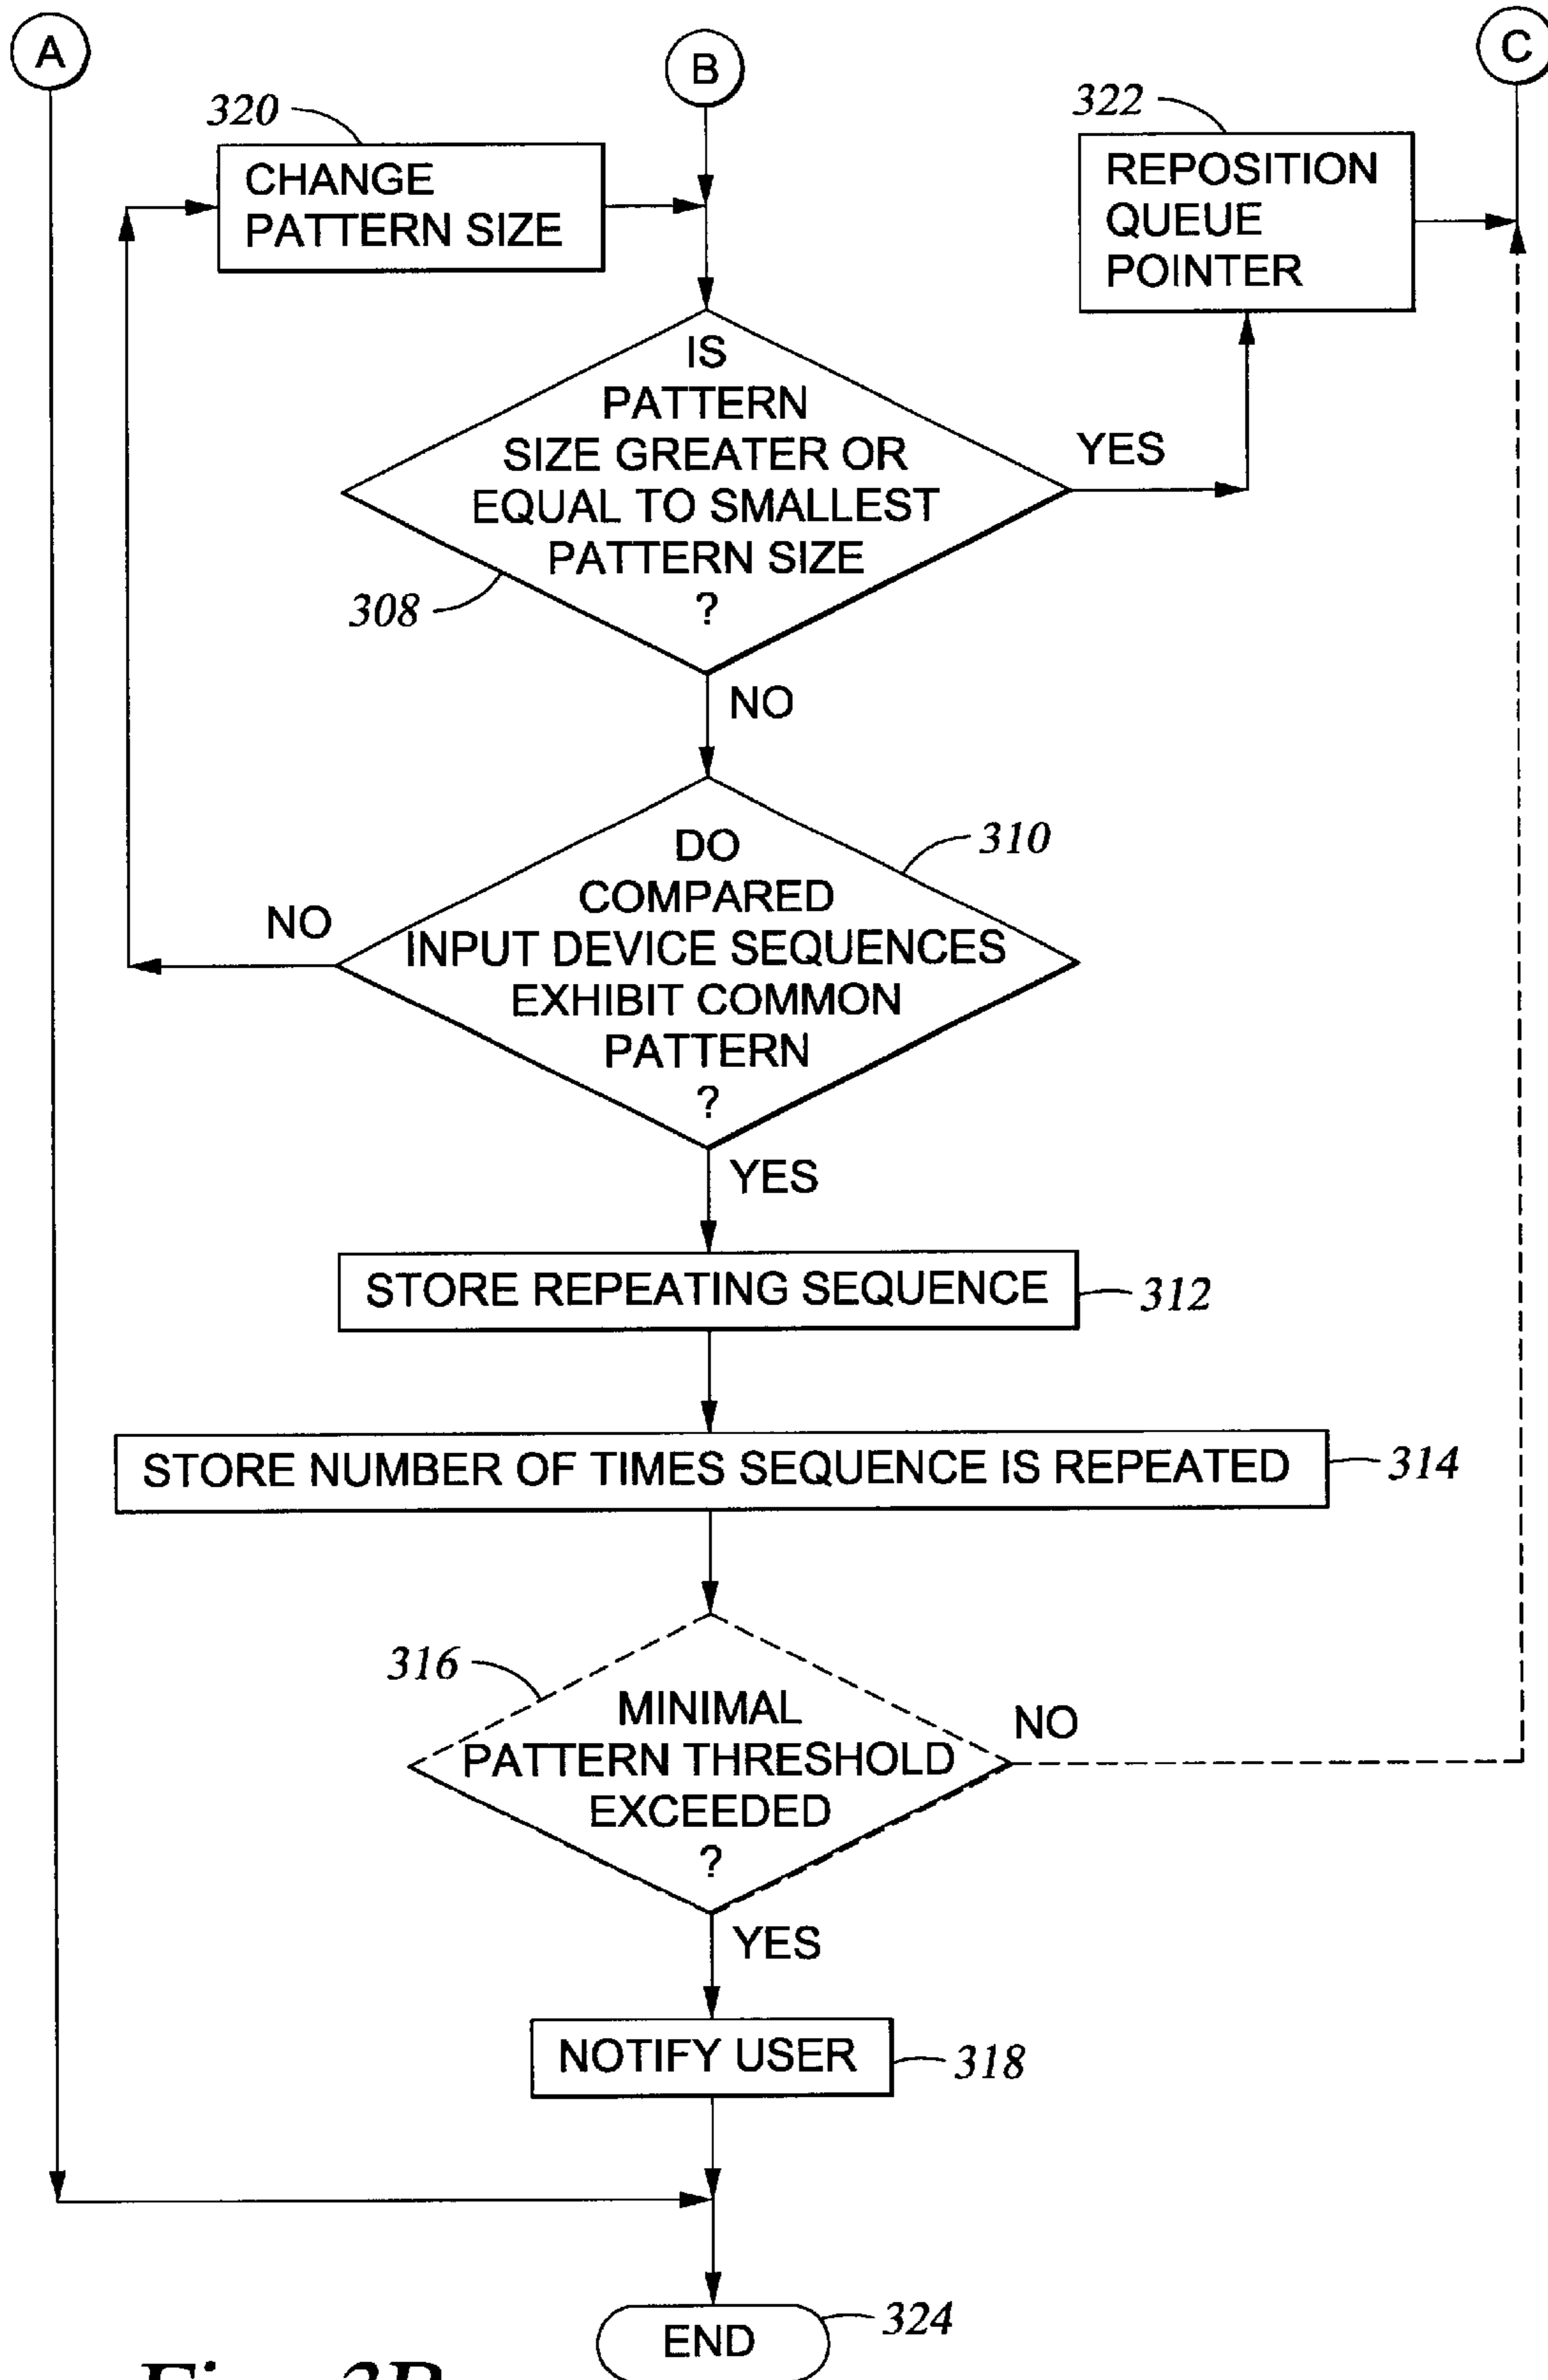 A
B
C
320
322
CHANGE
PATTERN SIZE
REPOSITION
QUEUE
POINTER
IS
PATTERN
SIZE GREATER OR
EQUAL TO SMALLEST
PATTERN SIZE
?
YES
308
NO
310
DO
COMPARED
INPUT DEVICE SEQUENCES
EXHIBIT COMMON
PATTERN
?
NO
YES
STORE REPEATING SEQUENCE
312
STORE NUMBER OF TIMES SEQUENCE IS REPEATED
314
316
MINIMAL
PATTERN THRESHOLD
EXCEEDED
?
NO
YES
NOTIFY USER
318
324
END
Fig. 3B